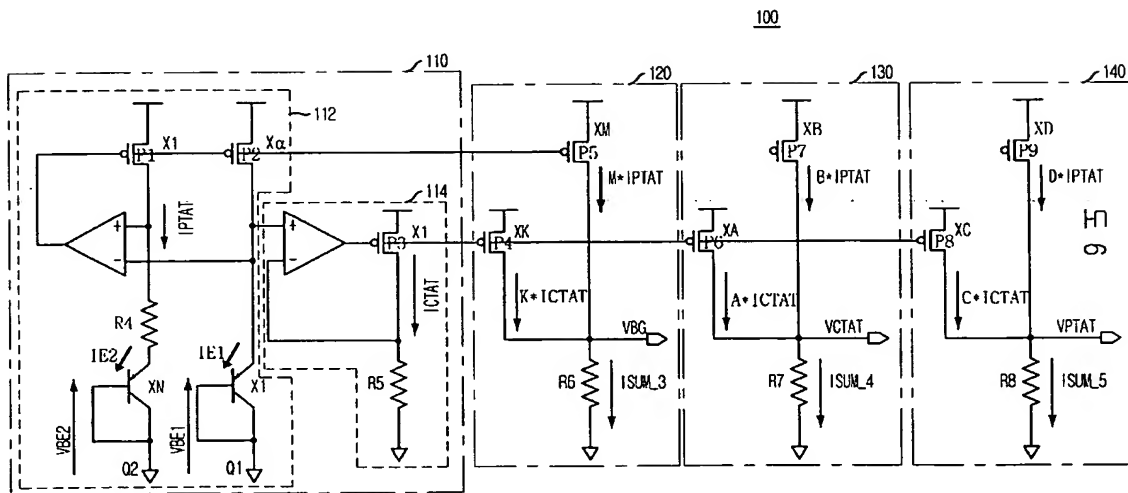 100
110
120
130
140
112
P1
X1
P2
Xα
IPTAT
+
-
114
+
-
P3
X1
ICTAT
R4
IE2
XN
VBE2
Q2
IE1
X1
VBE1
Q1
R5
XM
P5
M*IPTAT
P4
XK
K*ICTAT
VBG
R6
ISUM_3
XB
P7
B*IPTAT
P6
XA
A*ICTAT
VCTAT
R7
ISUM_4
XD
P9
D*IPTAT
P8
XC
C*ICTAT
VPTAT
R8
ISUM_5